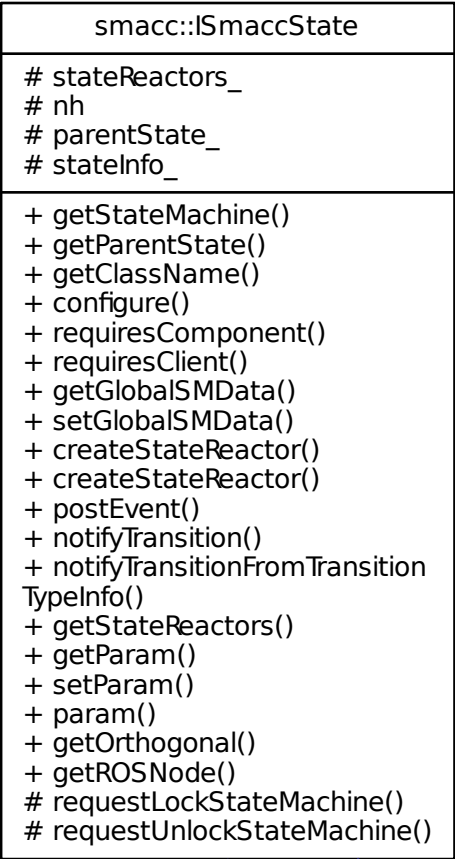 smacc::ISmaccState
# stateReactors_
# nh
# parentState_
# stateInfo_
+ getStateMachine()
+ getParentState()
+ getClassName()
+ configure()
+ requiresComponent()
+ requiresClient()
+ getGlobalSMData()
+ setGlobalSMData()
+ createStateReactor()
+ createStateReactor()
+ postEvent()
+ notifyTransition()
+ notifyTransitionFromTransition
TypeInfo()
+ getStateReactors()
+ getParam()
+ setParam()
+ param()
+ getOrthogonal()
+ getROSNode()
# requestLockStateMachine()
# requestUnlockStateMachine()